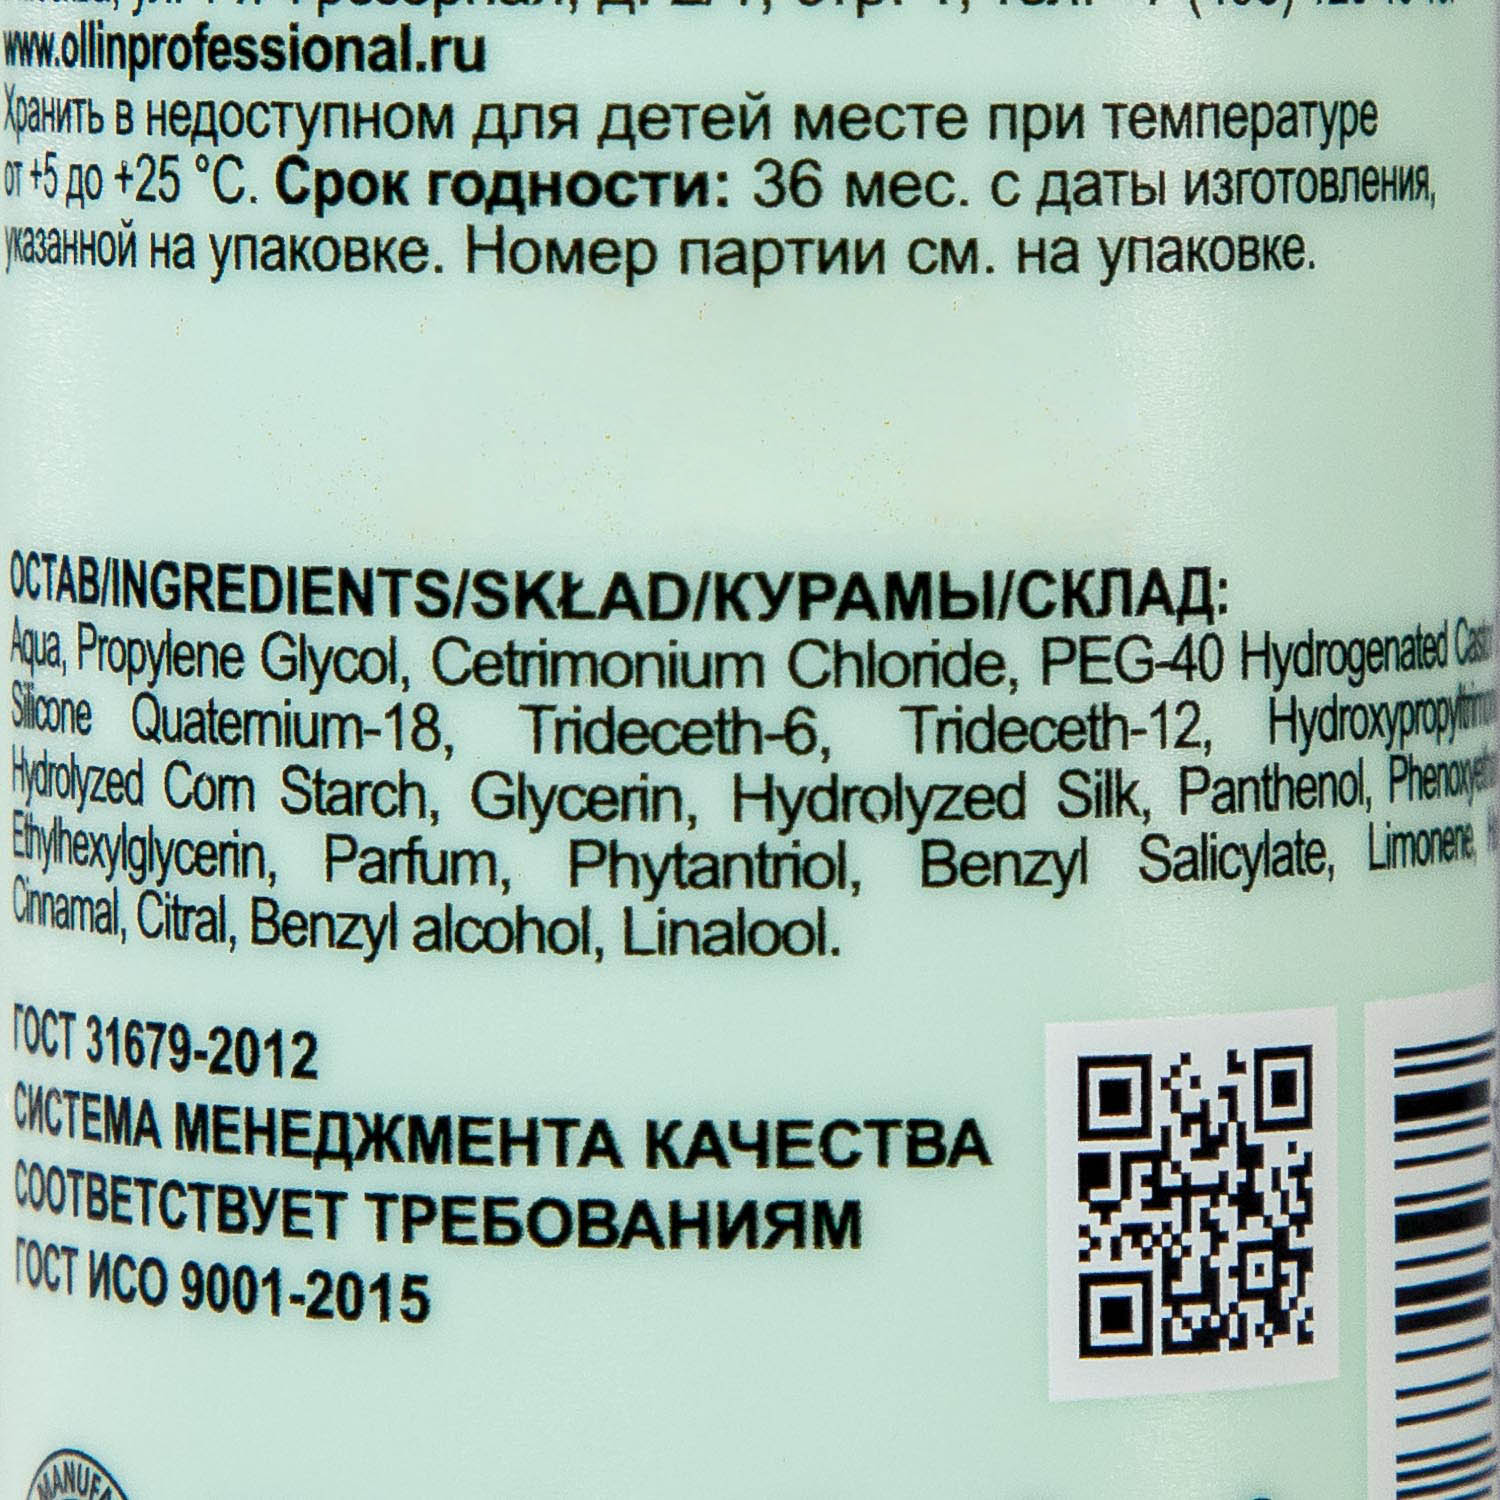 www.ollinprofessional.ru
Хранить в недоступном для детей месте при температуре
от +5 до +25 °C. Срок годности: 36 мес. с даты изготовления,
указанной на упаковке. Номер партии см. на упаковке.
ОСТАВ/INGREDIENTS/SKŁAD/КУРАМЫ/СКЛАД:
Aqua, Propylene Glycol, Cetrimonium Chloride, PEG-40 Hydrogenated
Silicone Quaternium-18, Trideceth-6, Trideceth-12,
Hydrolyzed Corn Starch, Glycerin, Hydrolyzed Silk, Panthenol,
Ethylhexylglycerin, Parfum, Phytantriol, Benzyl Salicylate, Limonene,
Cinnamal, Citral, Benzyl alcohol, Linalool.
ГОСТ 31679-2012
СИСТЕМА МЕНЕДЖМЕНТА КАЧЕСТВА
СООТВЕТСТВУЕТ ТРЕБОВАНИЯМ
ГОСТ ИСО 9001-2015